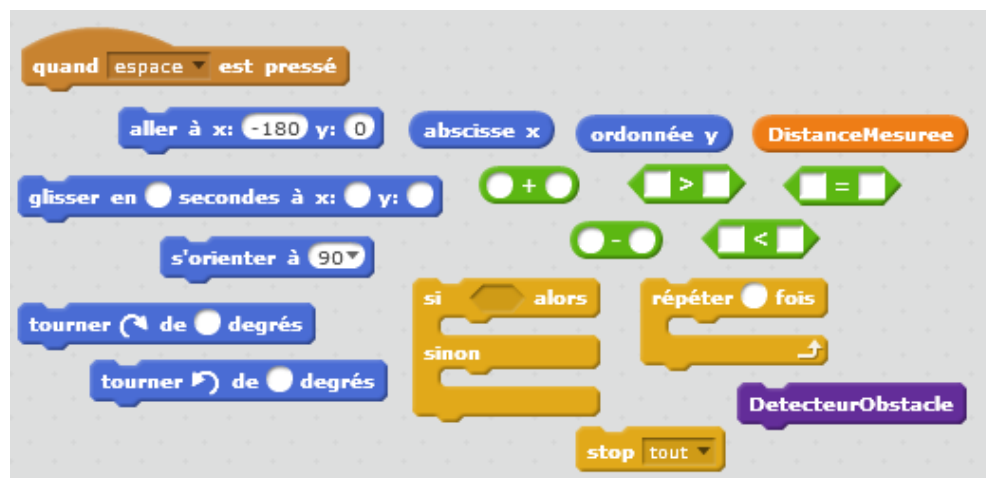 quand espace est pressé
aller à x: -180 y: 0
abscisse x
ordonnée y
DistanceMesuree
glisser en secondes à x: y:
+
>
=
-
<
s'orienter à 90
si alors
répéter fois
tourner de degrés
sinon
tourner de degrés
DetecteurObstacle
stop tout